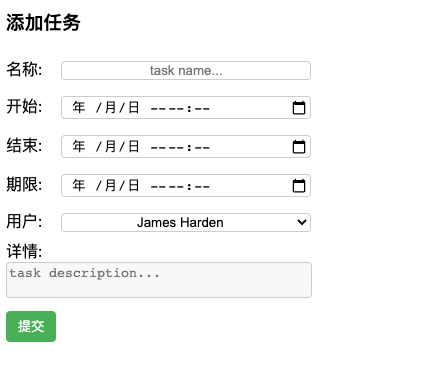 添加任务
名称: task name...
开始: 年 /月/日 ----:--
结束: 年 /月/日 ----:--
期限: 年 /月/日 ----:--
用户: James Harden
详情:
task description...
提交